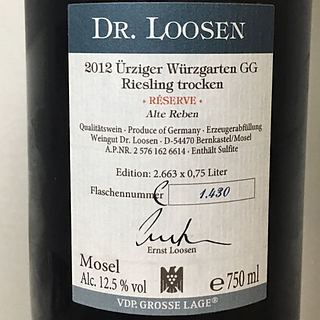 DR. LOOSEN
2012 Ürziger Würzgarten GG
Riesling trocken
• RÉSERVE •
Alte Reben
Qualitätswein · Produce of Germany · Erzeugerabfüllung
Weingut Dr. Loosen · D-54470 Bernkastel/Mosel
A.P.NR. 2 576 162 6614 · Enthält Sulfite
Edition: 2.663 x 0,75 Liter
Flaschennummer 1.430
Ernst Loosen
Mosel
Alc. 12.5 % vol
e 750 ml
VDP. GROSSE LAGE®